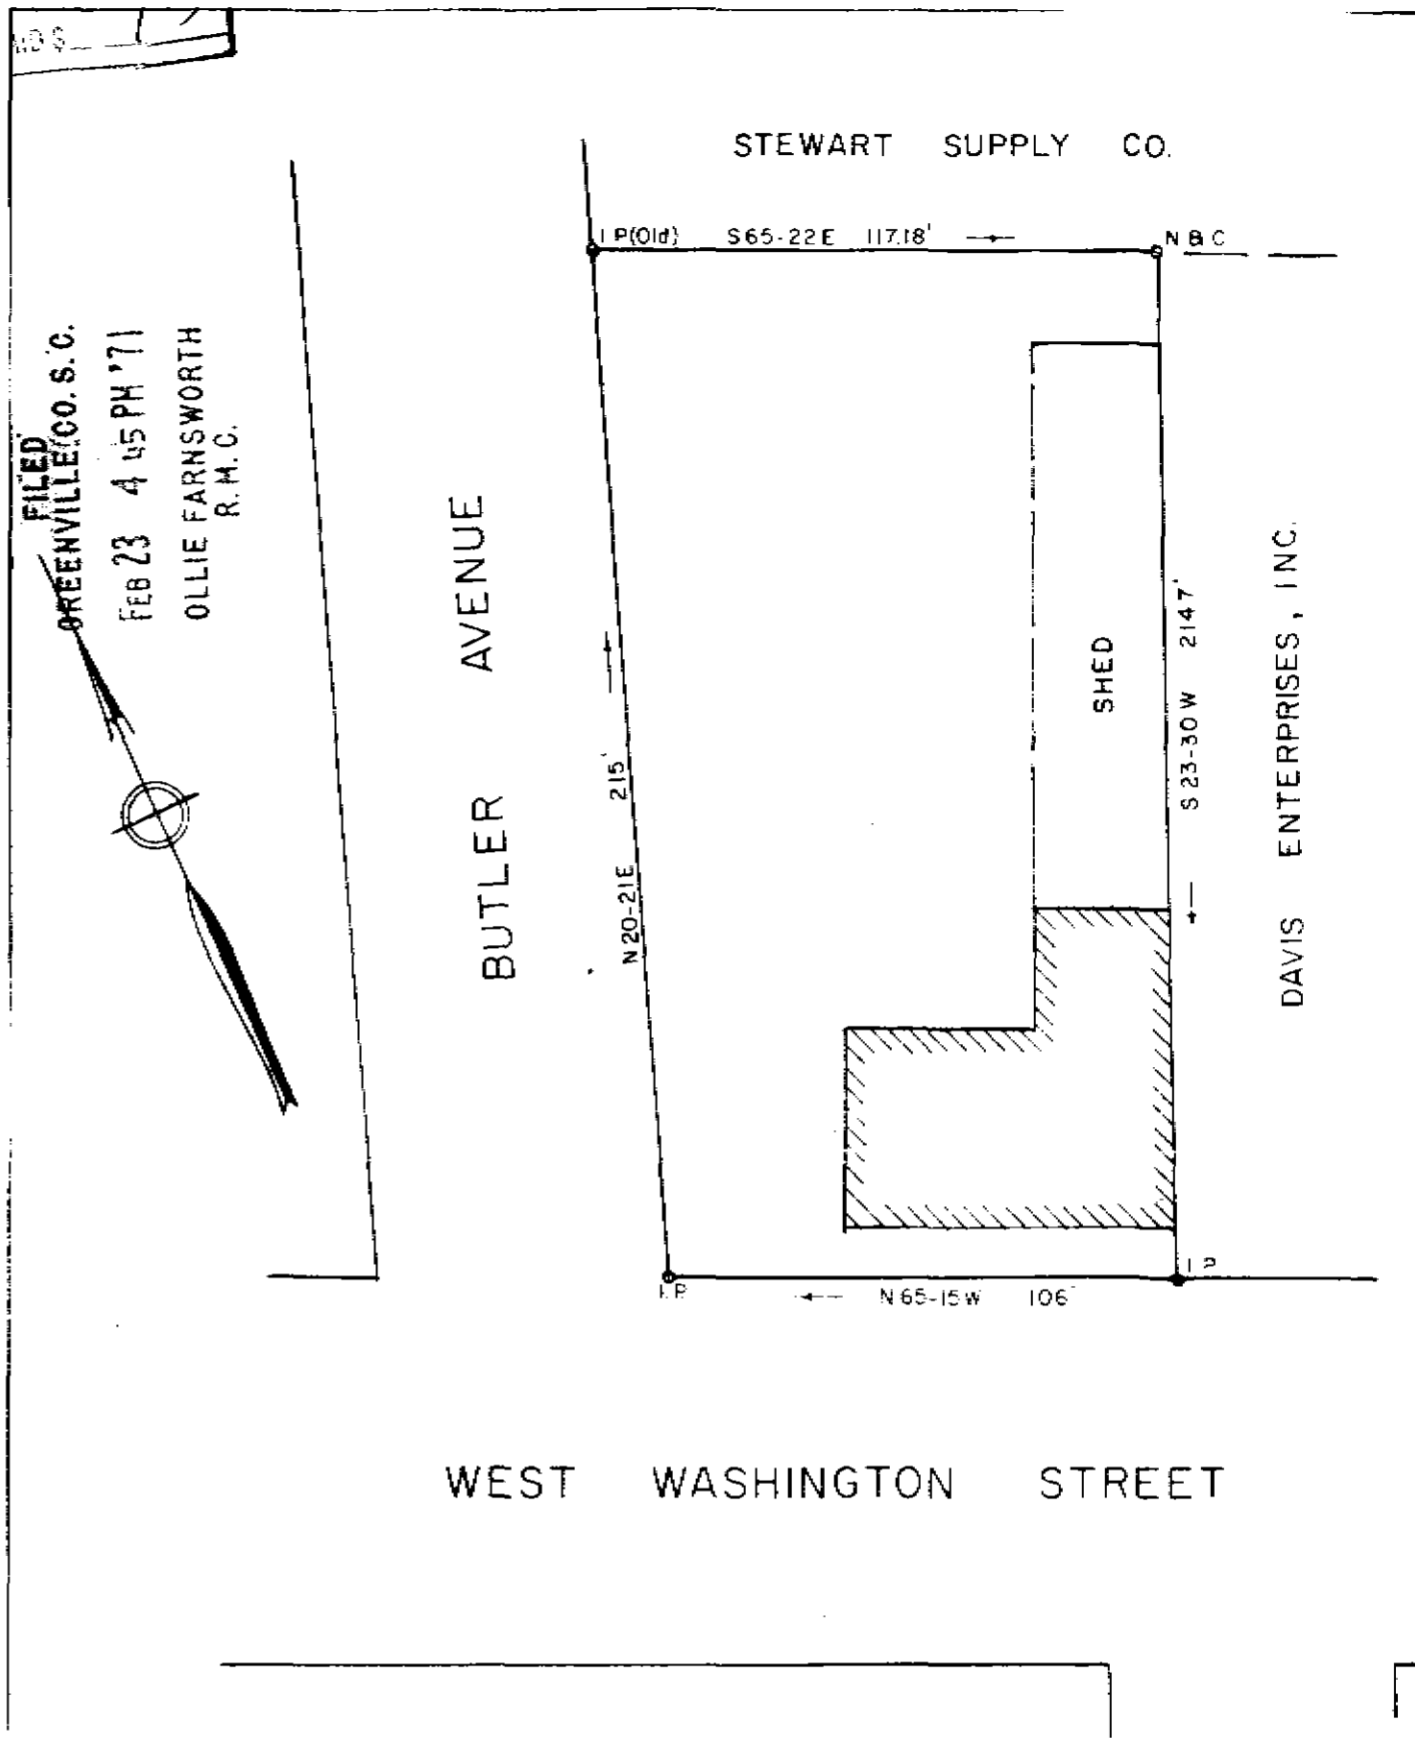 STEWART SUPPLY CO.
I P(Old) S65-22E 117.18' N B C
FILED
GREENVILLE CO. S. C.
FEB 23 4 45 PM '71
OLLIE FARNSWORTH
R. M. C.
BUTLER AVENUE
N20-21E 215'
SHED
S23-30W 214.7'
DAVIS ENTERPRISES, INC.
I.P.
I P
N65-15W 106'
WEST WASHINGTON STREET